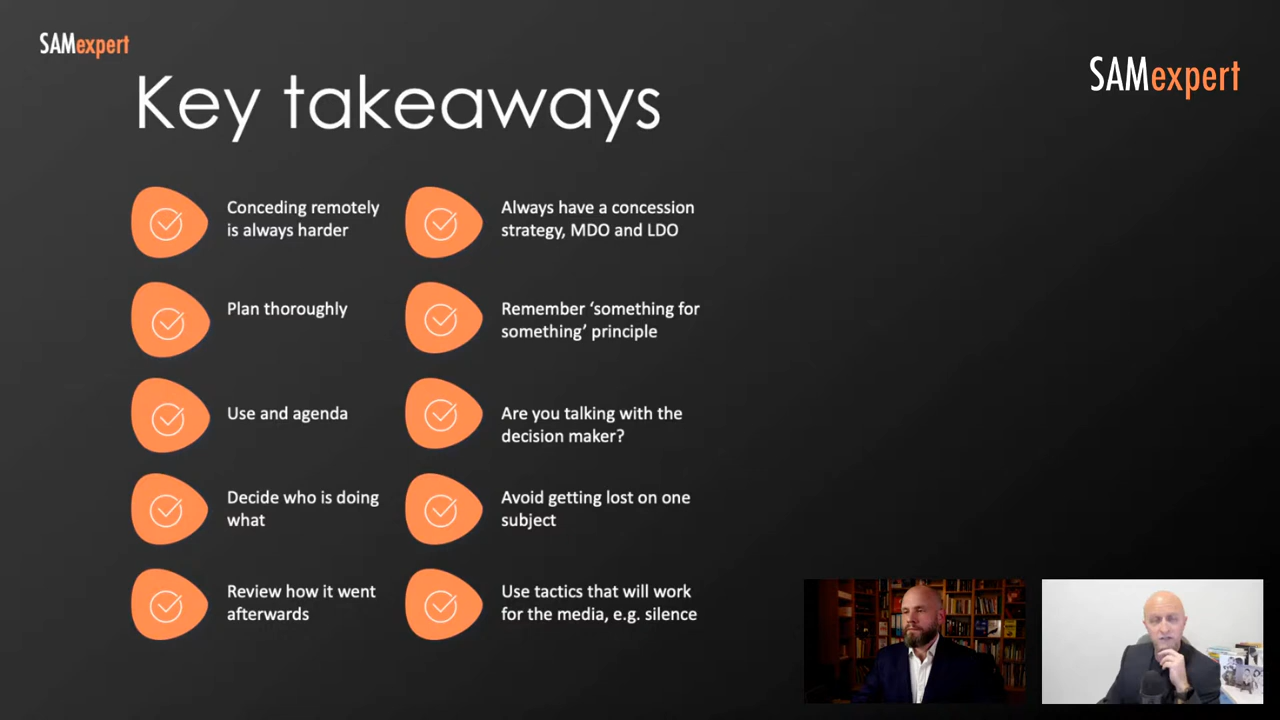 SAMexpert
SAMexpert
Key takeaways
Conceding remotely
is always harder
Always have a concession
strategy, MDO and LDO
Plan thoroughly
Remember ‘something for
something’ principle
Use and agenda
Are you talking with the
decision maker?
Decide who is doing
what
Avoid getting lost on one
subject
Review how it went
afterwards
Use tactics that will work
for the media, e.g. silence